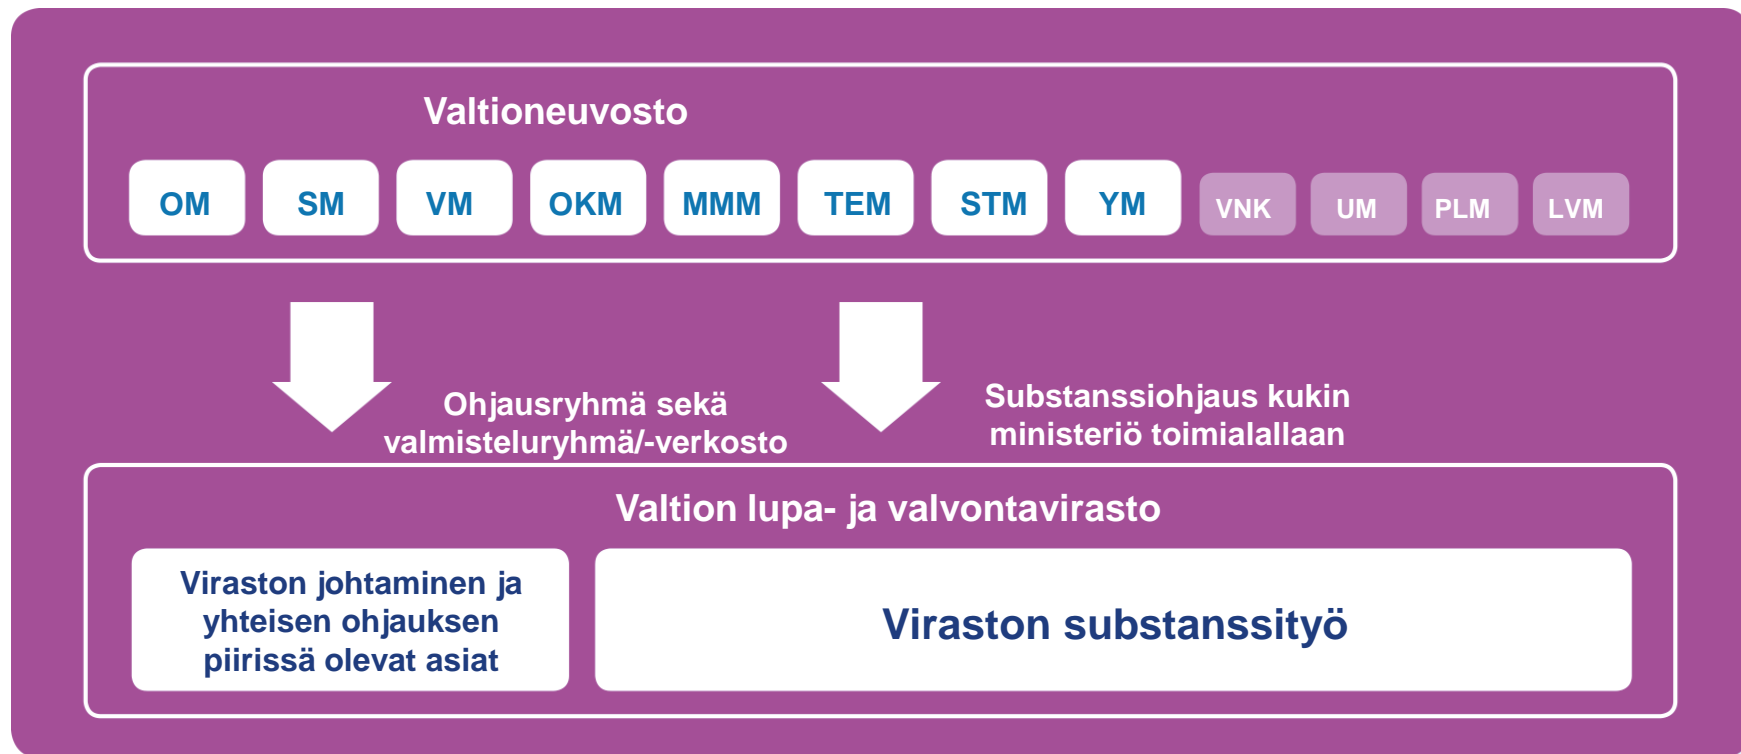 Valtioneuvosto
OM SM VM OKM MMM TEM STM YM VNK UM PLM LVM
Ohjausryhmä sekä
valmisteluryhmä/-verkosto
Substanssiohjaus kukin
ministeriö toimialallaan
Valtion lupa- ja valvontavirasto
Viraston johtaminen ja
yhteisen ohjauksen
piirissä olevat asiat
Viraston substanssityö